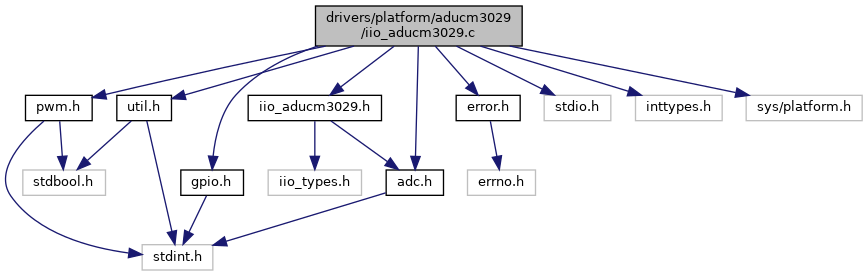 drivers/platform/aducm3029
/iio_aducm3029.c
pwm.h
util.h
iio_aducm3029.h
error.h
stdio.h
inttypes.h
sys/platform.h
stdbool.h
gpio.h
iio_types.h
adc.h
errno.h
stdint.h